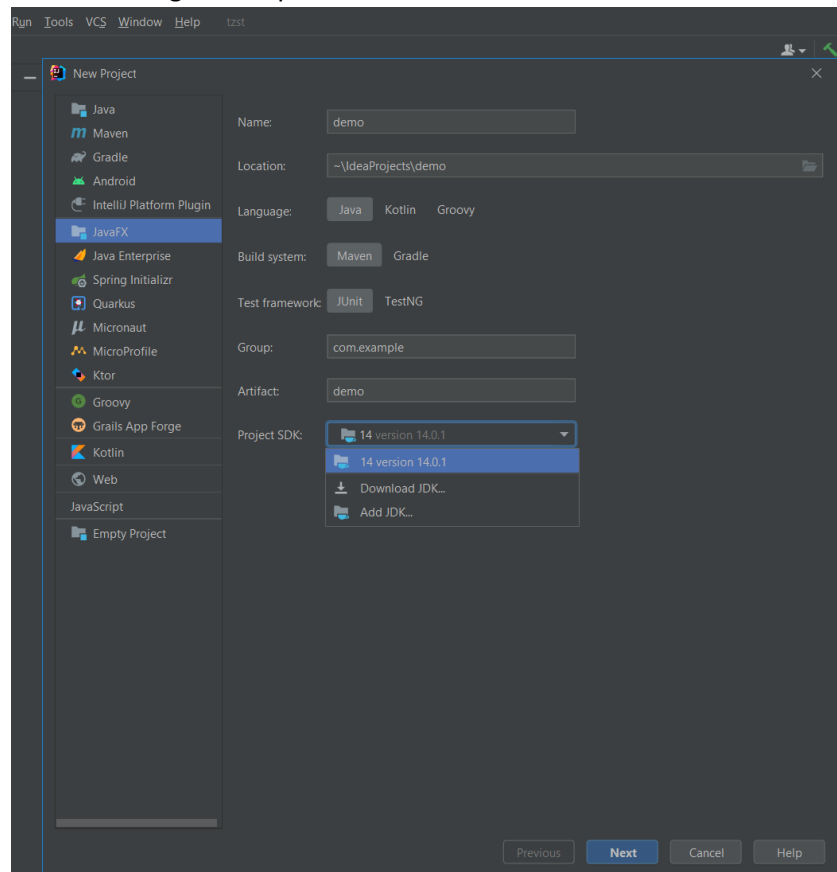 Run Tools VCS Window Help tzst
New Project
Java
Maven
Gradle
Android
IntelliJ Platform Plugin
JavaFX
Java Enterprise
Spring Initializr
Quarkus
Micronaut
MicroProfile
Ktor
Groovy
Grails App Forge
Kotlin
Web
JavaScript
Empty Project
Name: demo
Location: ~\IdeaProjects\demo
Language: Java Kotlin Groovy
Build system: Maven Gradle
Test framework: JUnit TestNG
Group: com.example
Artifact: demo
Project SDK: 14 version 14.0.1
14 version 14.0.1
Download JDK...
Add JDK...
Previous Next Cancel Help